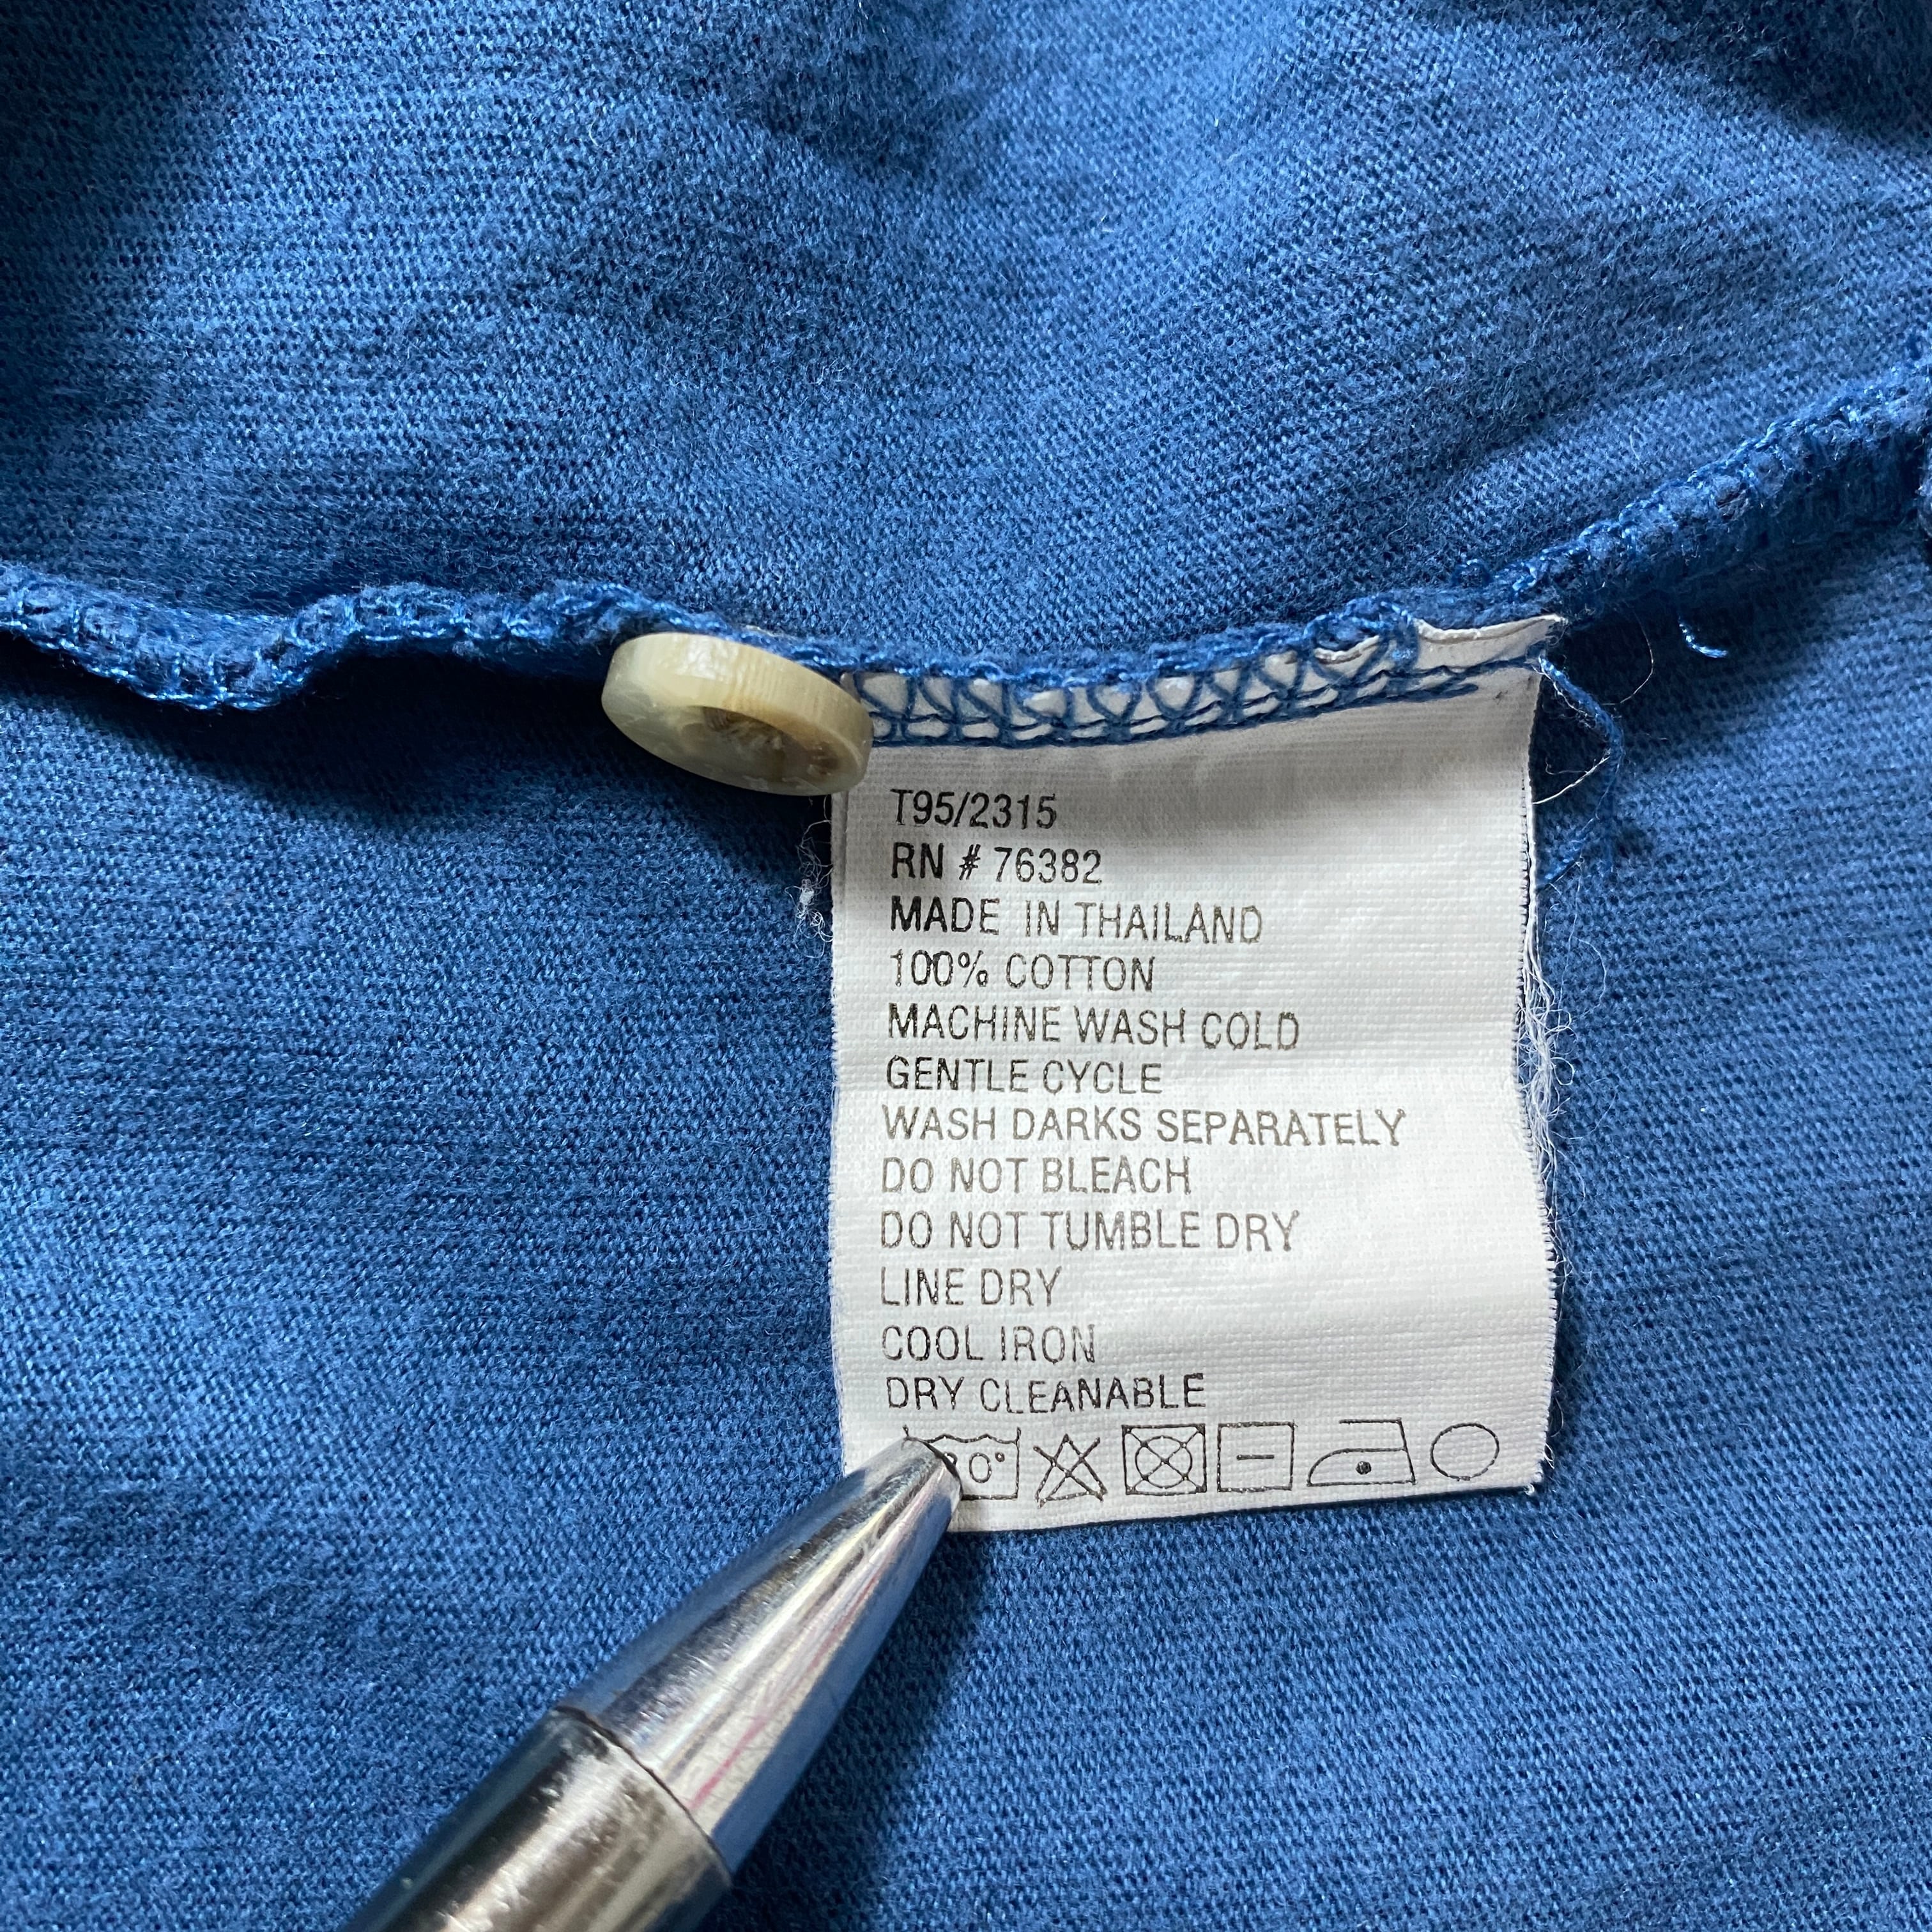 T95/2315
RN # 76382
MADE IN THAILAND
100% COTTON
MACHINE WASH COLD
GENTLE CYCLE
WASH DARKS SEPARATELY
DO NOT BLEACH
DO NOT TUMBLE DRY
LINE DRY
COOL IRON
DRY CLEANABLE